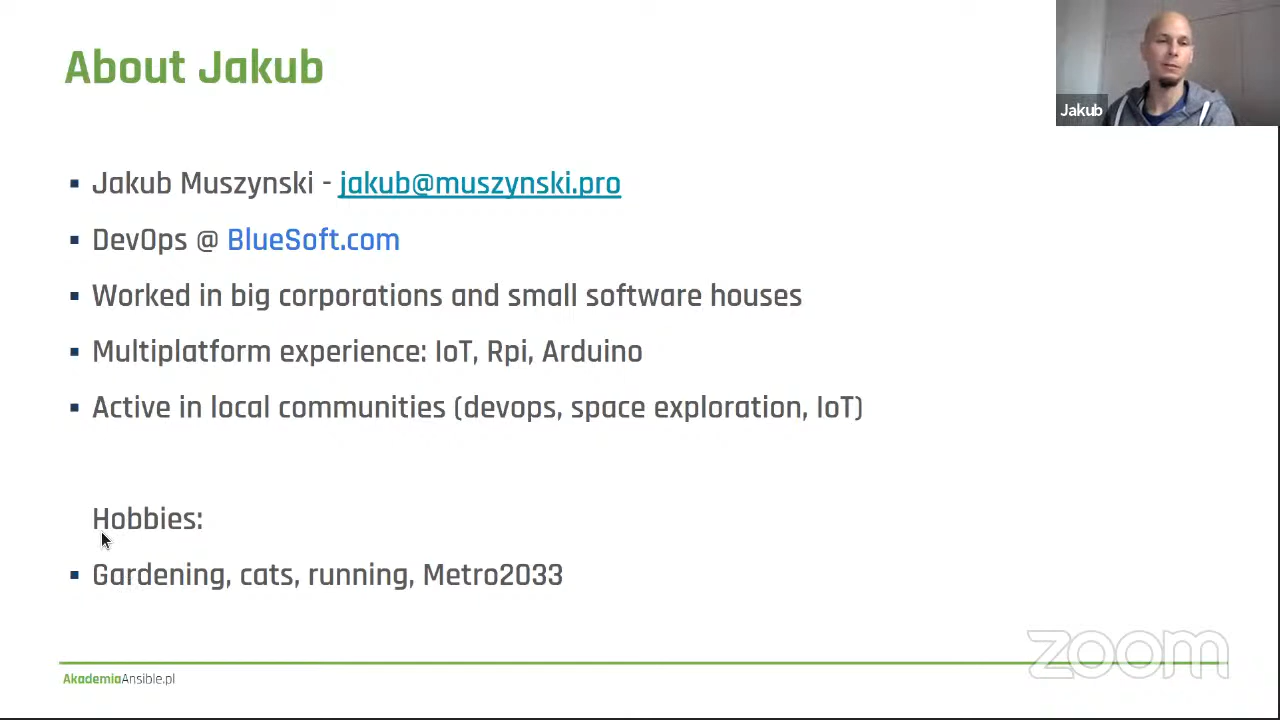 About Jakub
Jakub
Jakub Muszynski - jakub@muszynski.pro
DevOps @ BlueSoft.com
Worked in big corporations and small software houses
Multiplatform experience: IoT, Rpi, Arduino
Active in local communities (devops, space exploration, IoT)
Hobbies:
Gardening, cats, running, Metro2033
zoom
AkademiaAnsible.pl